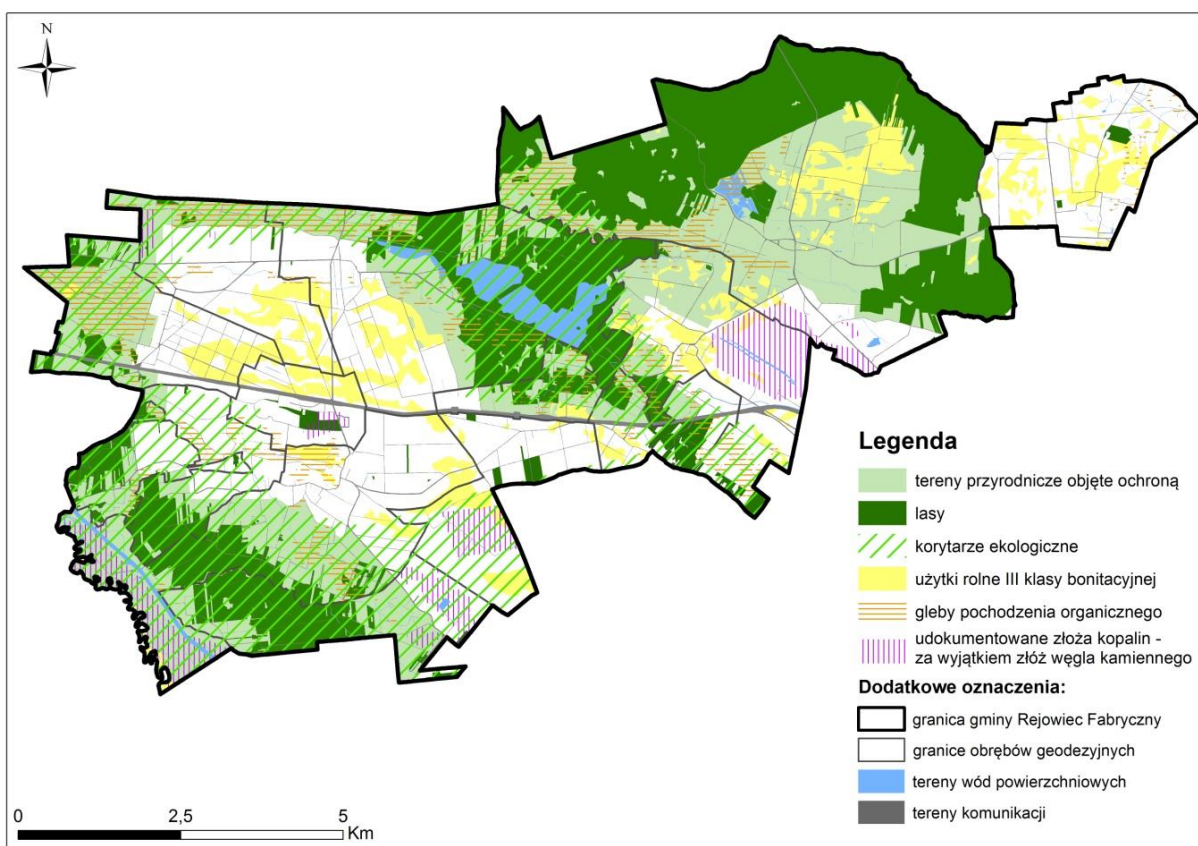 N
Legenda
tereny przyrodnicze objęte ochroną
lasy
korytarze ekologiczne
użytki rolne III klasy bonitacyjnej
gleby pochodzenia organicznego
udokumentowane złoża kopalin -
za wyjątkiem złóż węgla kamiennego
Dodatkowe oznaczenia:
granica gminy Rejowiec Fabryczny
granice obrębów geodezyjnych
tereny wód powierzchniowych
tereny komunikacji
0 2,5 5
Km